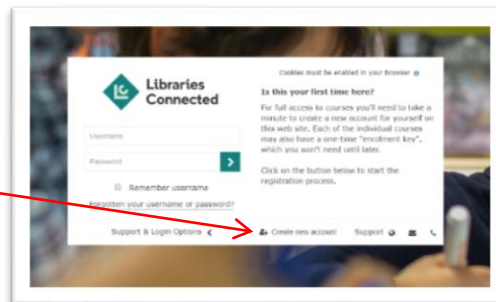 Libraries
Connected
Username
Password
Remember username
Forgotten your username or password?
Support & Login Options
Cookies must be enabled in your browser
Is this your first time here?
For full access to courses you'll need to take a
minute to create a new account for yourself on
this web site. Each of the individual courses
may also have a one-time "enrolment key",
which you won't need until later.
Click on the button below to start the
registration process.
Create new account
Support